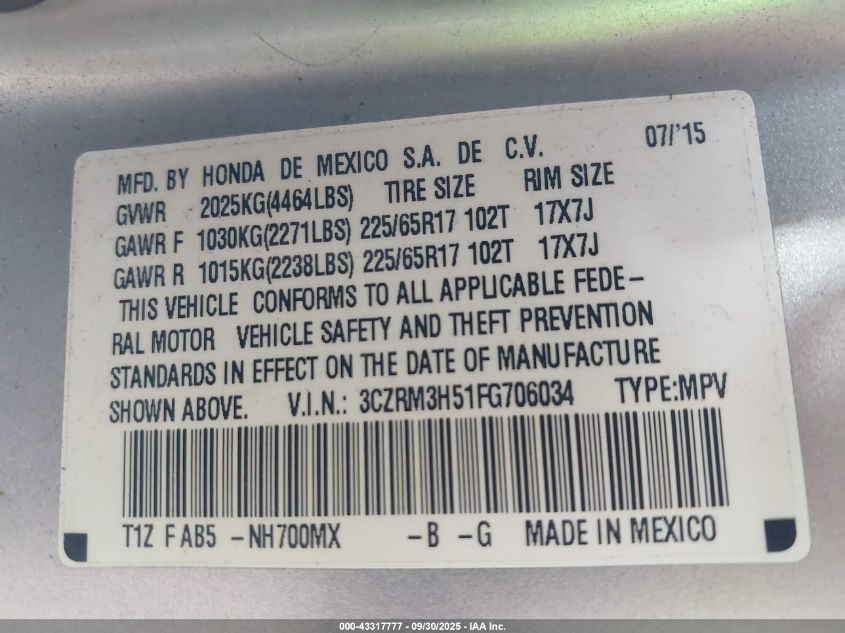 MFD. BY HONDA DE MEXICO S.A. DE C.V. 07/'15
GVWR 2025KG(4464LBS) TIRE SIZE RIM SIZE
GAWR F 1030KG(2271LBS) 225/65R17 102T 17X7J
GAWR R 1015KG(2238LBS) 225/65R17 102T 17X7J
THIS VEHICLE CONFORMS TO ALL APPLICABLE FEDE-
RAL MOTOR VEHICLE SAFETY AND THEFT PREVENTION
STANDARDS IN EFFECT ON THE DATE OF MANUFACTURE
SHOWN ABOVE. V.I.N.: 3CZRM3H51FG706034 TYPE:MPV
T1Z F AB5 -NH700MX -B -G MADE IN MEXICO
000-43317777 - 09/30/2025 - IAA Inc.